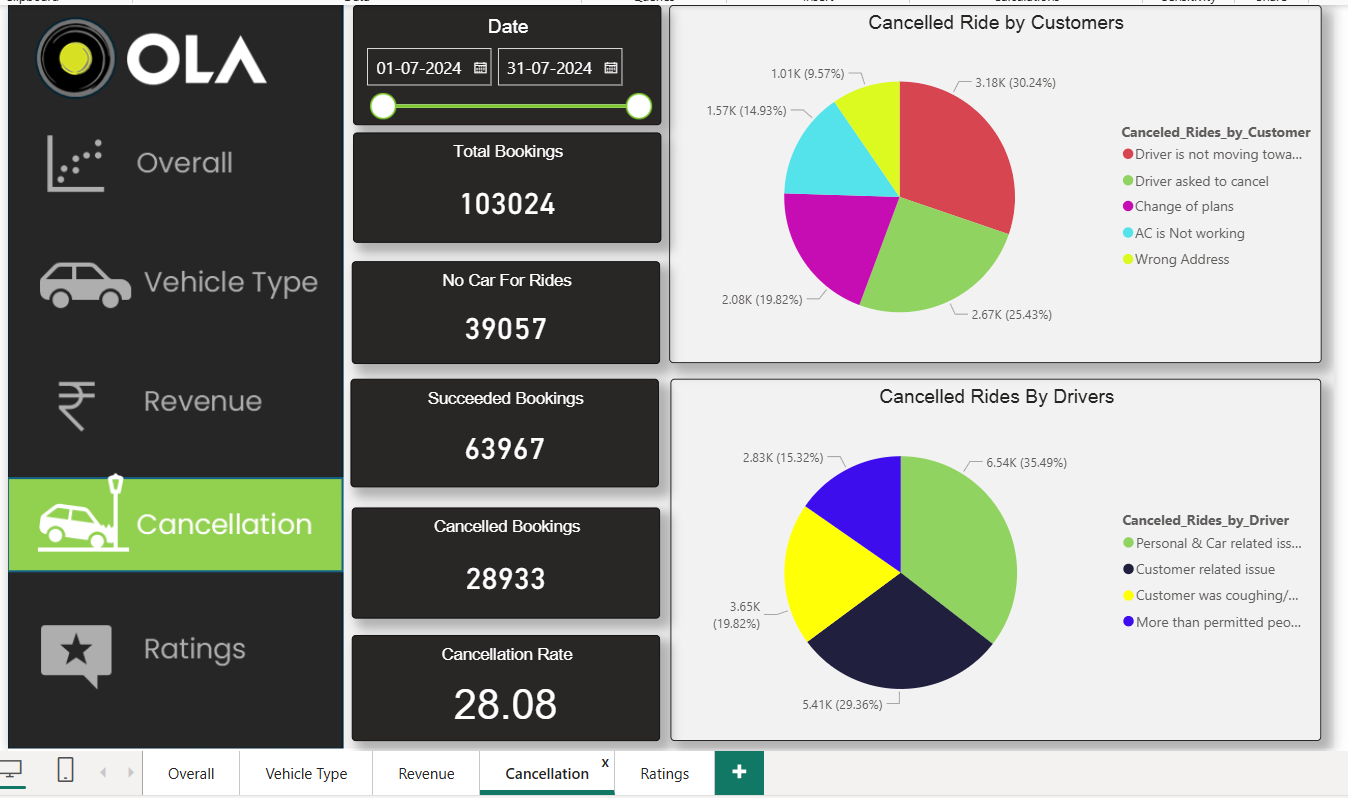 OLA
Overall
Vehicle Type
Revenue
Cancellation
Ratings
Date
01-07-2024
31-07-2024
Total Bookings
103024
No Car For Rides
39057
Succeeded Bookings
63967
Cancelled Bookings
28933
Cancellation Rate
28.08
Cancelled Ride by Customers
1.01K (9.57%)
3.18K (30.24%)
1.57K (14.93%)
2.08K (19.82%)
2.67K (25.43%)
Canceled_Rides_by_Customer
Driver is not moving towa...
Driver asked to cancel
Change of plans
AC is Not working
Wrong Address
Cancelled Rides By Drivers
2.83K (15.32%)
6.54K (35.49%)
3.65K
(19.82%)
5.41K (29.36%)
Canceled_Rides_by_Driver
Personal & Car related iss...
Customer related issue
Customer was coughing/...
More than permitted peo...
Overall
Vehicle Type
Revenue
Cancellation
x
Ratings
+